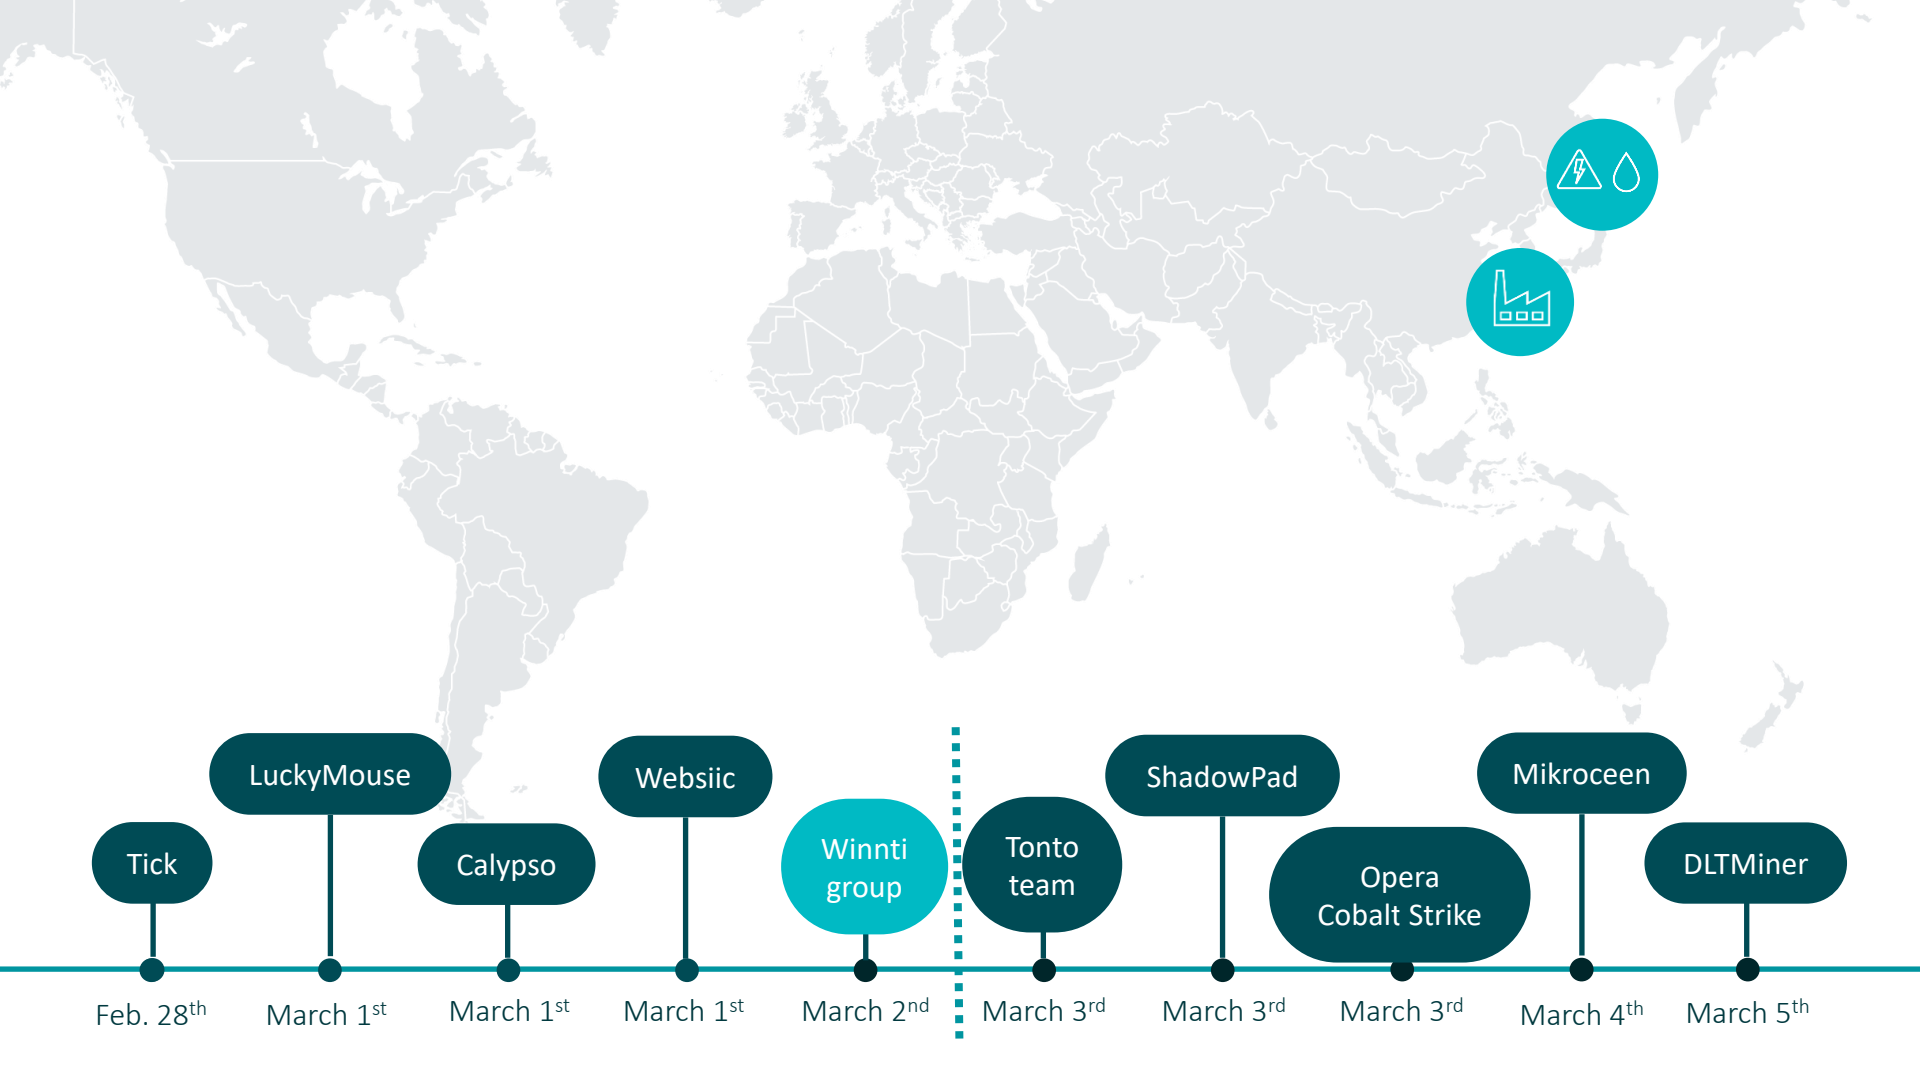 LuckyMouse
Websiic
ShadowPad
Mikroceen
Tick
Calypso
Winnti
group
Tonto
team
Opera
Cobalt Strike
DLTMiner
Feb. 28th
March 1st
March 1st
March 1st
March 2nd
March 3rd
March 3rd
March 3rd
March 4th
March 5th